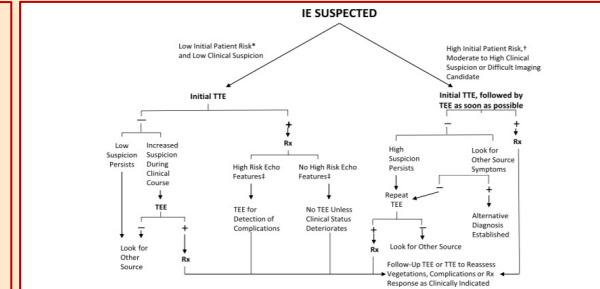 IE SUSPECTED
Low Initial Patient Risk*
and Low Clinical Suspicion
High Initial Patient Risk,†
Moderate to High Clinical
Suspicion or Difficult Imaging
Candidate
Initial TTE
Initial TTE, followed by
TEE as soon as possible
–
+
Rx
–
+
Rx
Low
Suspicion
Persists
Increased
Suspicion
During
Clinical
Course
High Risk Echo
Features‡
No High Risk Echo
Features‡
High
Suspicion
Persists
Look for
Other Source
Symptoms
TEE
TEE for
Detection of
Complications
No TEE Unless
Clinical Status
Deteriorates
Repeat
TEE
–
+
Alternative
Diagnosis
Established
–
+
Look for
Other
Source
Rx
+
–
Rx
Look for Other Source
Follow-Up TEE or TTE to Reassess
Vegetations, Complications or Rx
Response as Clinically Indicated